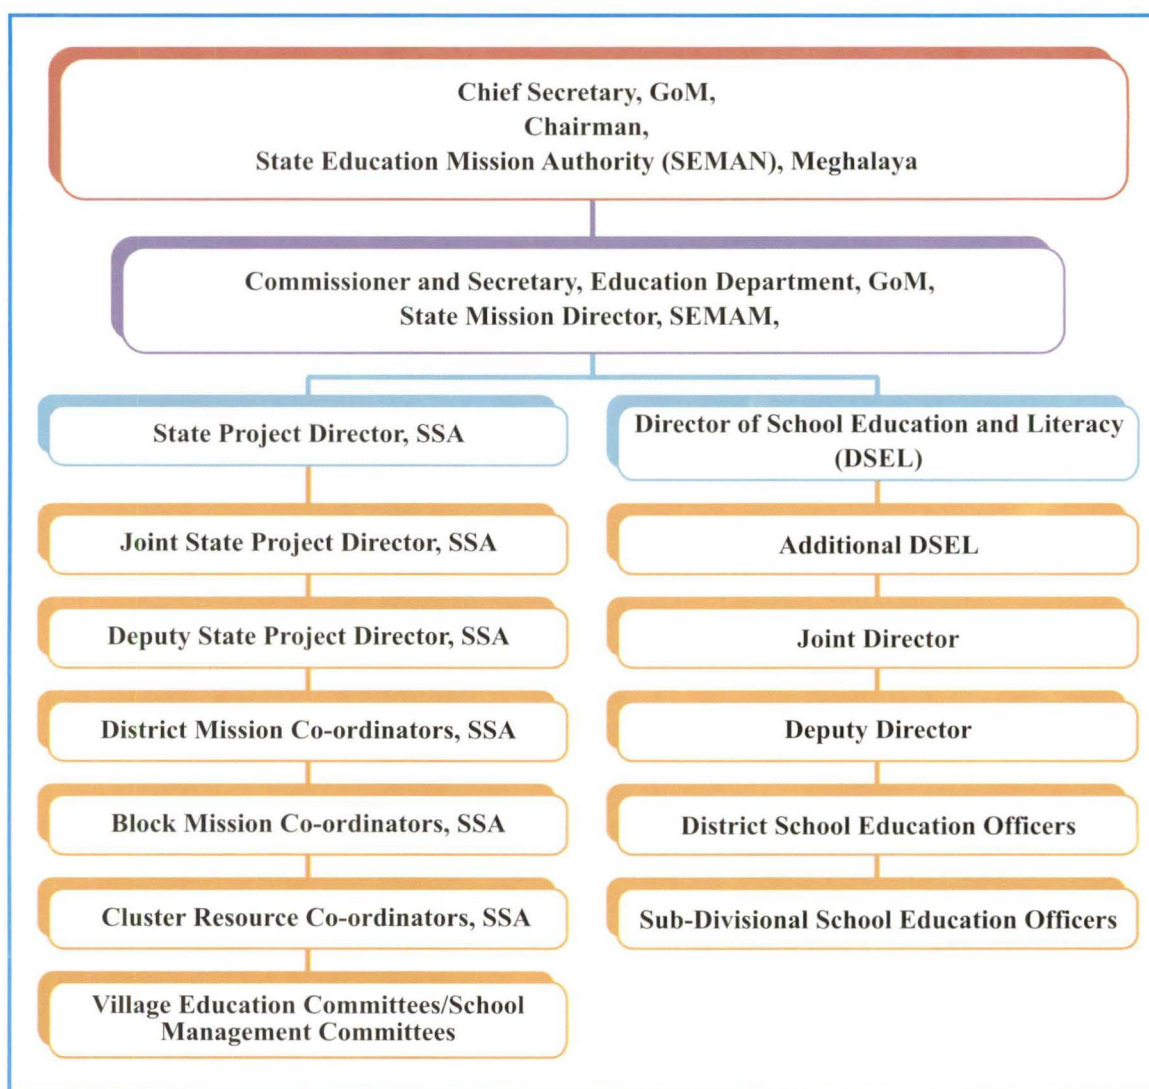 Chief Secretary, GoM,
Chairman,
State Education Mission Authority (SEMAN), Meghalaya
Commissioner and Secretary, Education Department, GoM,
State Mission Director, SEMAM,
State Project Director, SSA
Joint State Project Director, SSA
Deputy State Project Director, SSA
District Mission Co-ordinators, SSA
Block Mission Co-ordinators, SSA
Cluster Resource Co-ordinators, SSA
Village Education Committees/School
Management Committees
Director of School Education and Literacy
(DSEL)
Additional DSEL
Joint Director
Deputy Director
District School Education Officers
Sub-Divisional School Education Officers